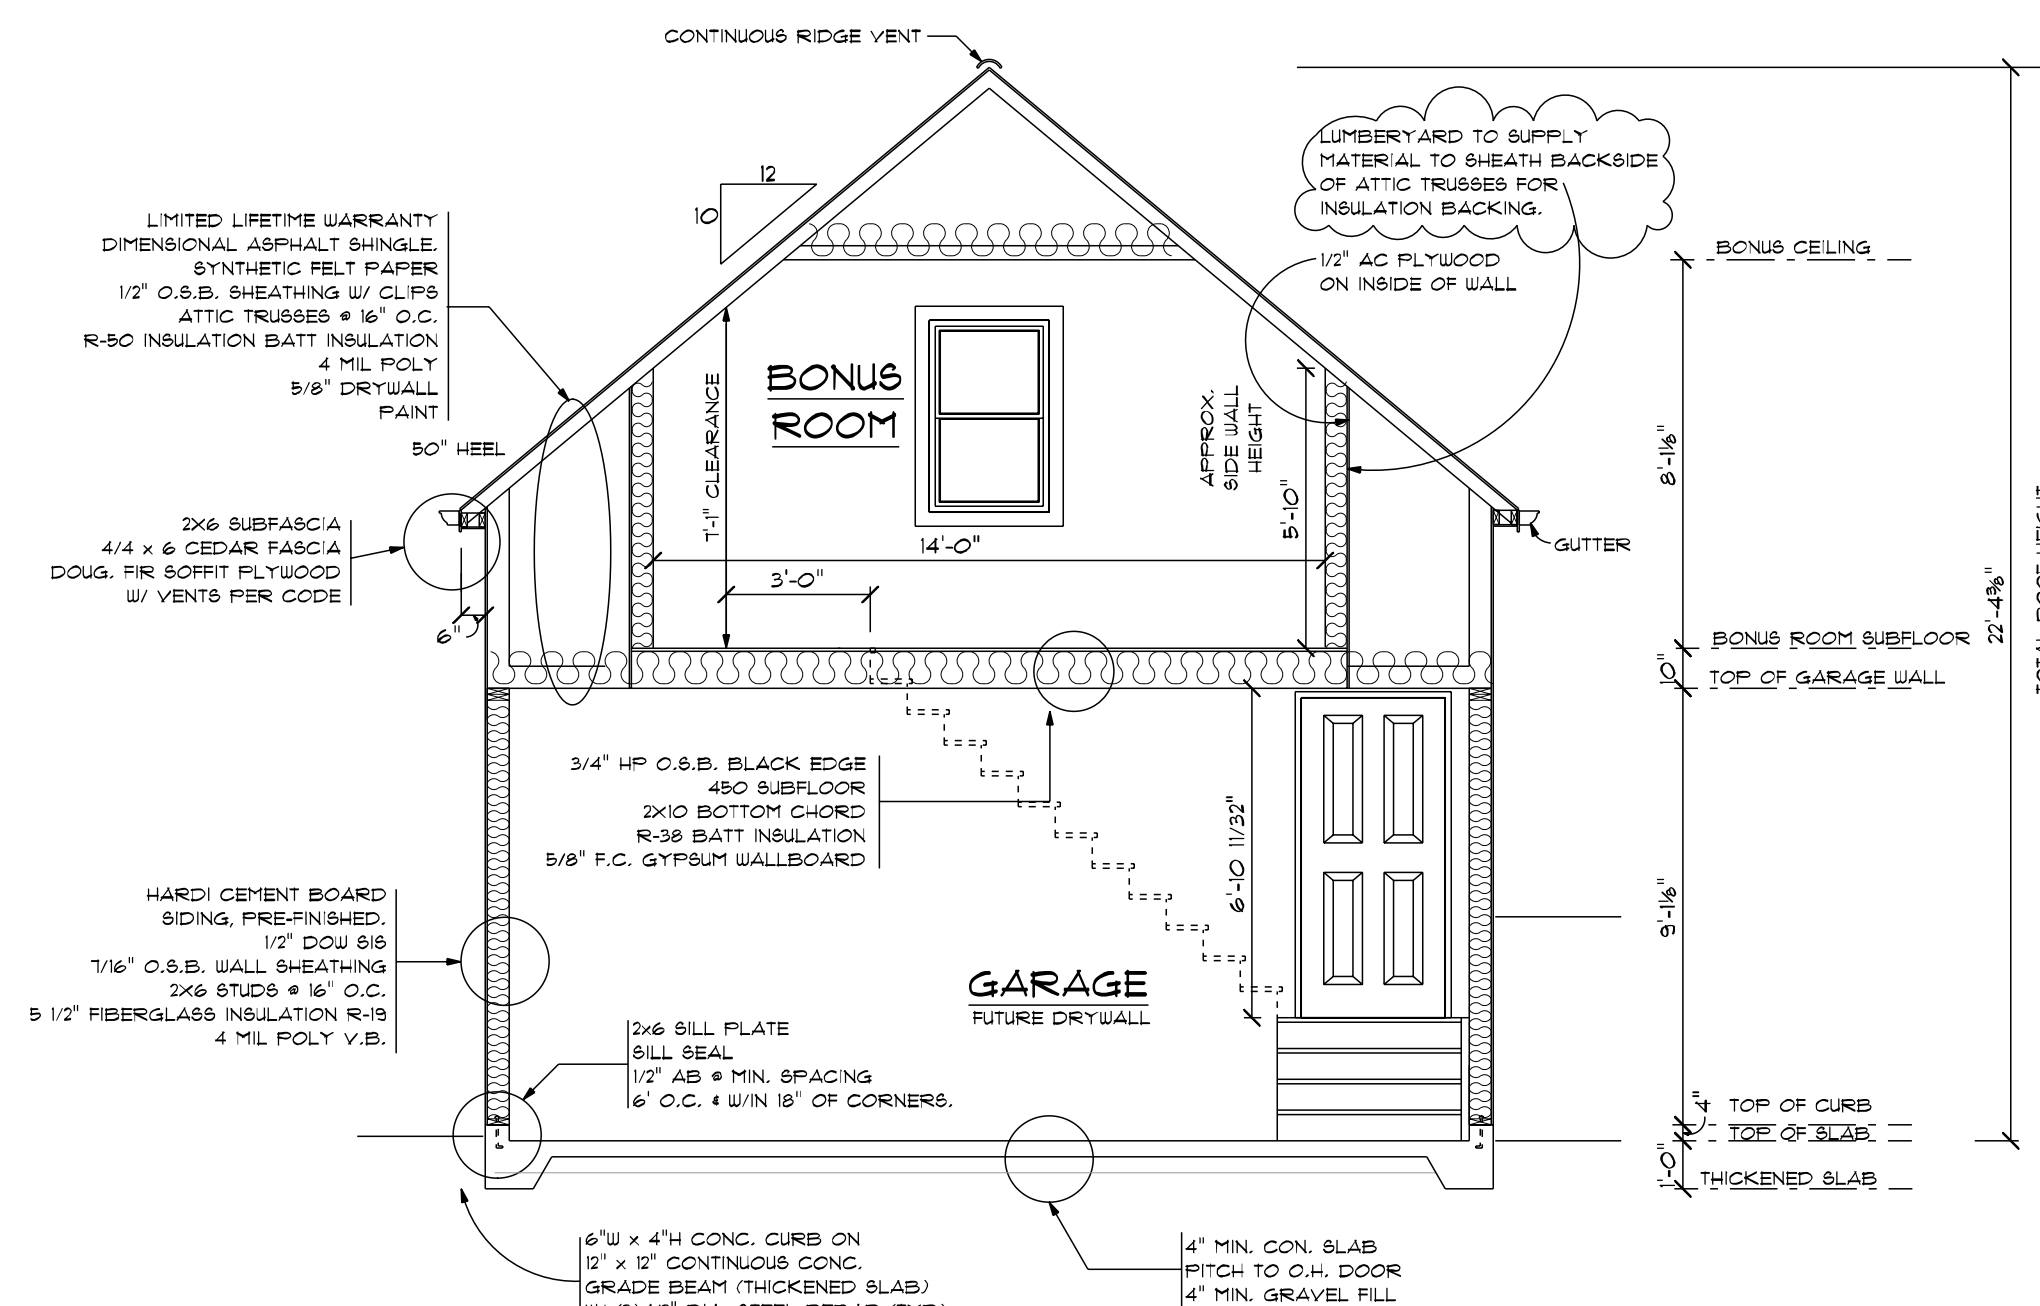 CONTINUOUS RIDGE VENT
12
10
LUMBERYARD TO SUPPLY
MATERIAL TO SHEATH BACKSIDE
OF ATTIC TRUSSES FOR
INSULATION BACKING.
1/2" AC PLYWOOD
ON INSIDE OF WALL
BONUS CEILING
LIMITED LIFETIME WARRANTY
DIMENSIONAL ASPHALT SHINGLE.
SYNTHETIC FELT PAPER
1/2" O.S.B. SHEATHING W/ CLIPS
ATTIC TRUSSES @ 16" O.C.
R-50 INSULATION BATT INSULATION
4 MIL POLY
5/8" DRYWALL
PAINT
50" HEEL
BONUS
ROOM
7'-1" CLEARANCE
APPROX.
SIDE WALL
HEIGHT
5'-10"
14'-0"
3'-0"
8'-1⅛"
GUTTER
2X6 SUBFASCIA
4/4 x 6 CEDAR FASCIA
DOUG. FIR SOFFIT PLYWOOD
W/ VENTS PER CODE
6"
22'-4⅜"
BONUS ROOM SUBFLOOR
10"
TOP OF GARAGE WALL
3/4" HP O.S.B. BLACK EDGE
450 SUBFLOOR
2X10 BOTTOM CHORD
R-38 BATT INSULATION
5/8" F.C. GYPSUM WALLBOARD
6'-10 11/32"
9'-1⅛"
HARDI CEMENT BOARD
SIDING, PRE-FINISHED.
1/2" DOW SIS
7/16" O.S.B. WALL SHEATHING
2X6 STUDS @ 16" O.C.
5 1/2" FIBERGLASS INSULATION R-19
4 MIL POLY V.B.
GARAGE
FUTURE DRYWALL
2x6 SILL PLATE
SILL SEAL
1/2" AB @ MIN. SPACING
6' O.C. & W/IN 18" OF CORNERS.
4"
TOP OF CURB
TOP OF SLAB
1'-0"
THICKENED SLAB
6"W x 4"H CONC. CURB ON
12" x 12" CONTINUOUS CONC.
GRADE BEAM (THICKENED SLAB)
4" MIN. CON. SLAB
PITCH TO O.H. DOOR
4" MIN. GRAVEL FILL